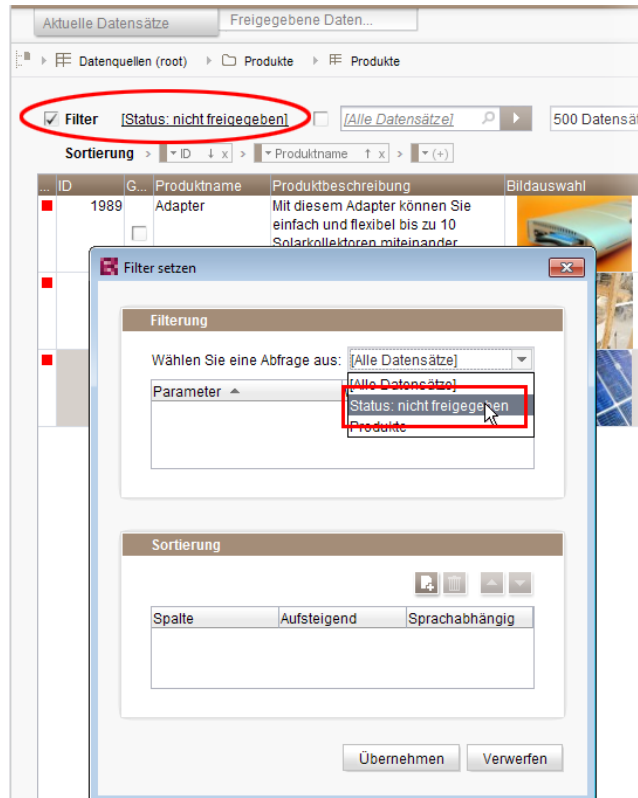 Aktuelle Datensätze
Freigegebene Daten...
Datenquellen (root) Produkte Produkte
Filter [Status: nicht freigegeben] [Alle Datensätze] 500 Datensät
Sortierung > ID ↓ x > Produktname ↑ x > (+)
... ID G... Produktname Produktbeschreibung Bildauswahl
1989 Adapter Mit diesem Adapter können Sie
einfach und flexibel bis zu 10
Solarkollektoren miteinander
Filter setzen
Filterung
Wählen Sie eine Abfrage aus: [Alle Datensätze]
Parameter
[Alle Datensätze]
Status: nicht freigegeben
Produkte
Sortierung
Spalte Aufsteigend Sprachabhängig
Übernehmen Verwerfen